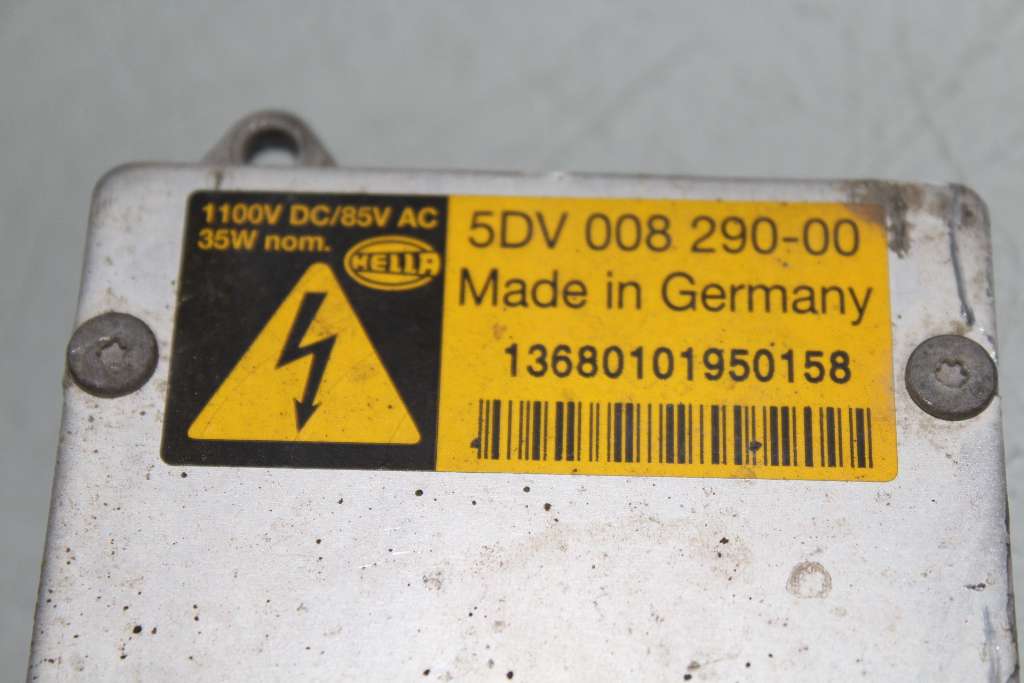 1100V DC/85V AC
35W nom.
HELLA
5DV 008 290-00
Made in Germany
13680101950158